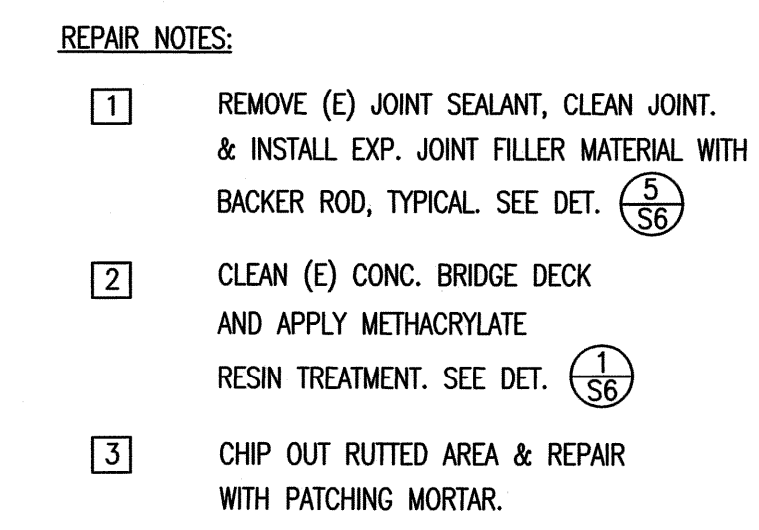 REPAIR NOTES:
1 REMOVE (E) JOINT SEALANT, CLEAN JOINT.
& INSTALL EXP. JOINT FILLER MATERIAL WITH
BACKER ROD, TYPICAL. SEE DET. 5/S6
2 CLEAN (E) CONC. BRIDGE DECK
AND APPLY METHACRYLATE
RESIN TREATMENT. SEE DET. 1/S6
3 CHIP OUT RUTTED AREA & REPAIR
WITH PATCHING MORTAR.